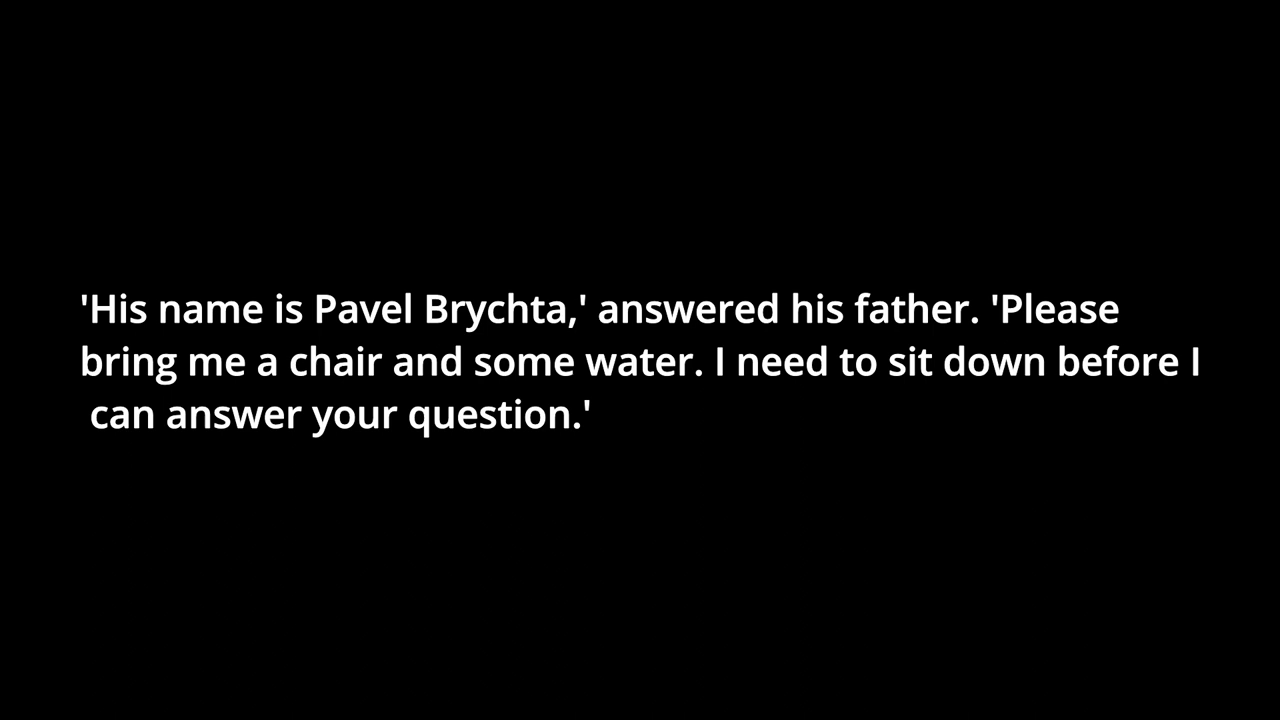 'His name is Pavel Brychta,' answered his father. 'Please
bring me a chair and some water. I need to sit down before I
can answer your question.'